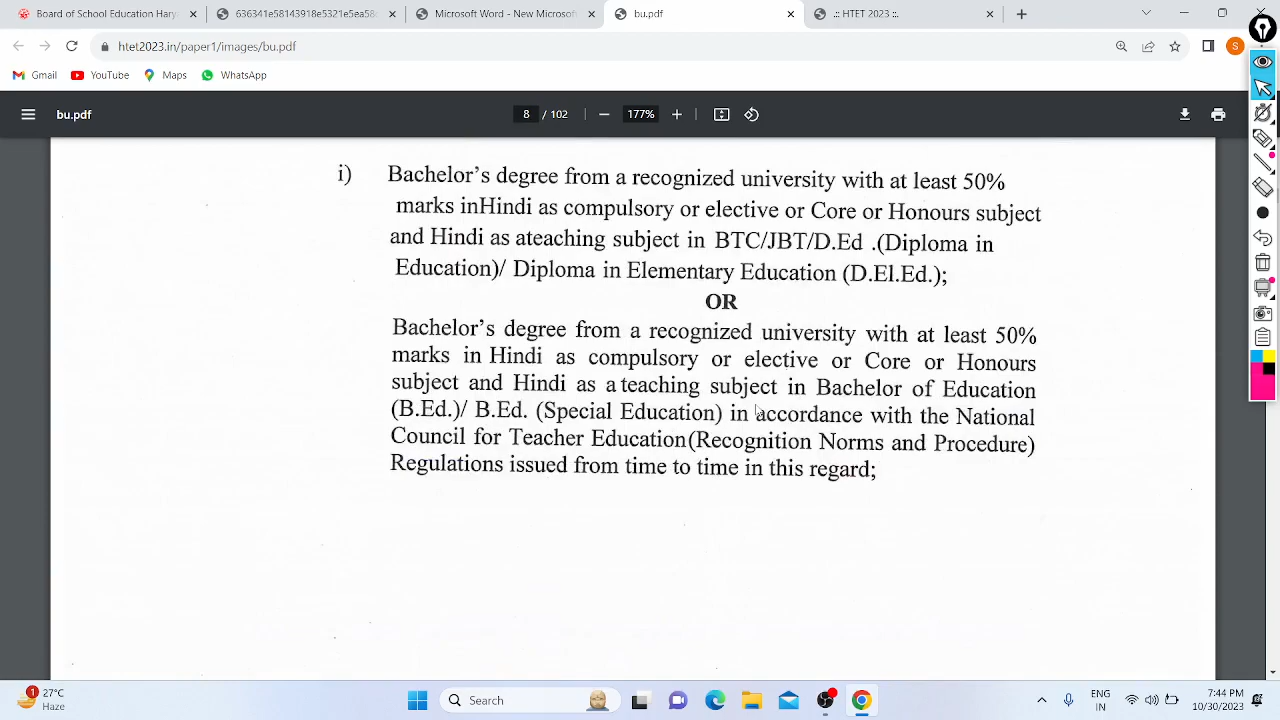 Board of School Education Hary
636341e58143918e5321e5ea58
Microsoft Word - New Microsof
bu.pdf
:: HTET 2023 ::
htet2023.in/paper1/images/bu.pdf
S
Gmail
YouTube
Maps
WhatsApp
bu.pdf
8 / 102
177%
i) Bachelor's degree from a recognized university with at least 50%
marks inHindi as compulsory or elective or Core or Honours subject
and Hindi as ateaching subject in BTC/JBT/D.Ed .(Diploma in
Education)/ Diploma in Elementary Education (D.El.Ed.);
OR
Bachelor's degree from a recognized university with at least 50%
marks in Hindi as compulsory or elective or Core or Honours
subject and Hindi as a teaching subject in Bachelor of Education
(B.Ed.)/ B.Ed. (Special Education) in accordance with the National
Council for Teacher Education(Recognition Norms and Procedure)
Regulations issued from time to time in this regard;
1
27°C
Haze
Search
ENG
IN
7:44 PM
10/30/2023